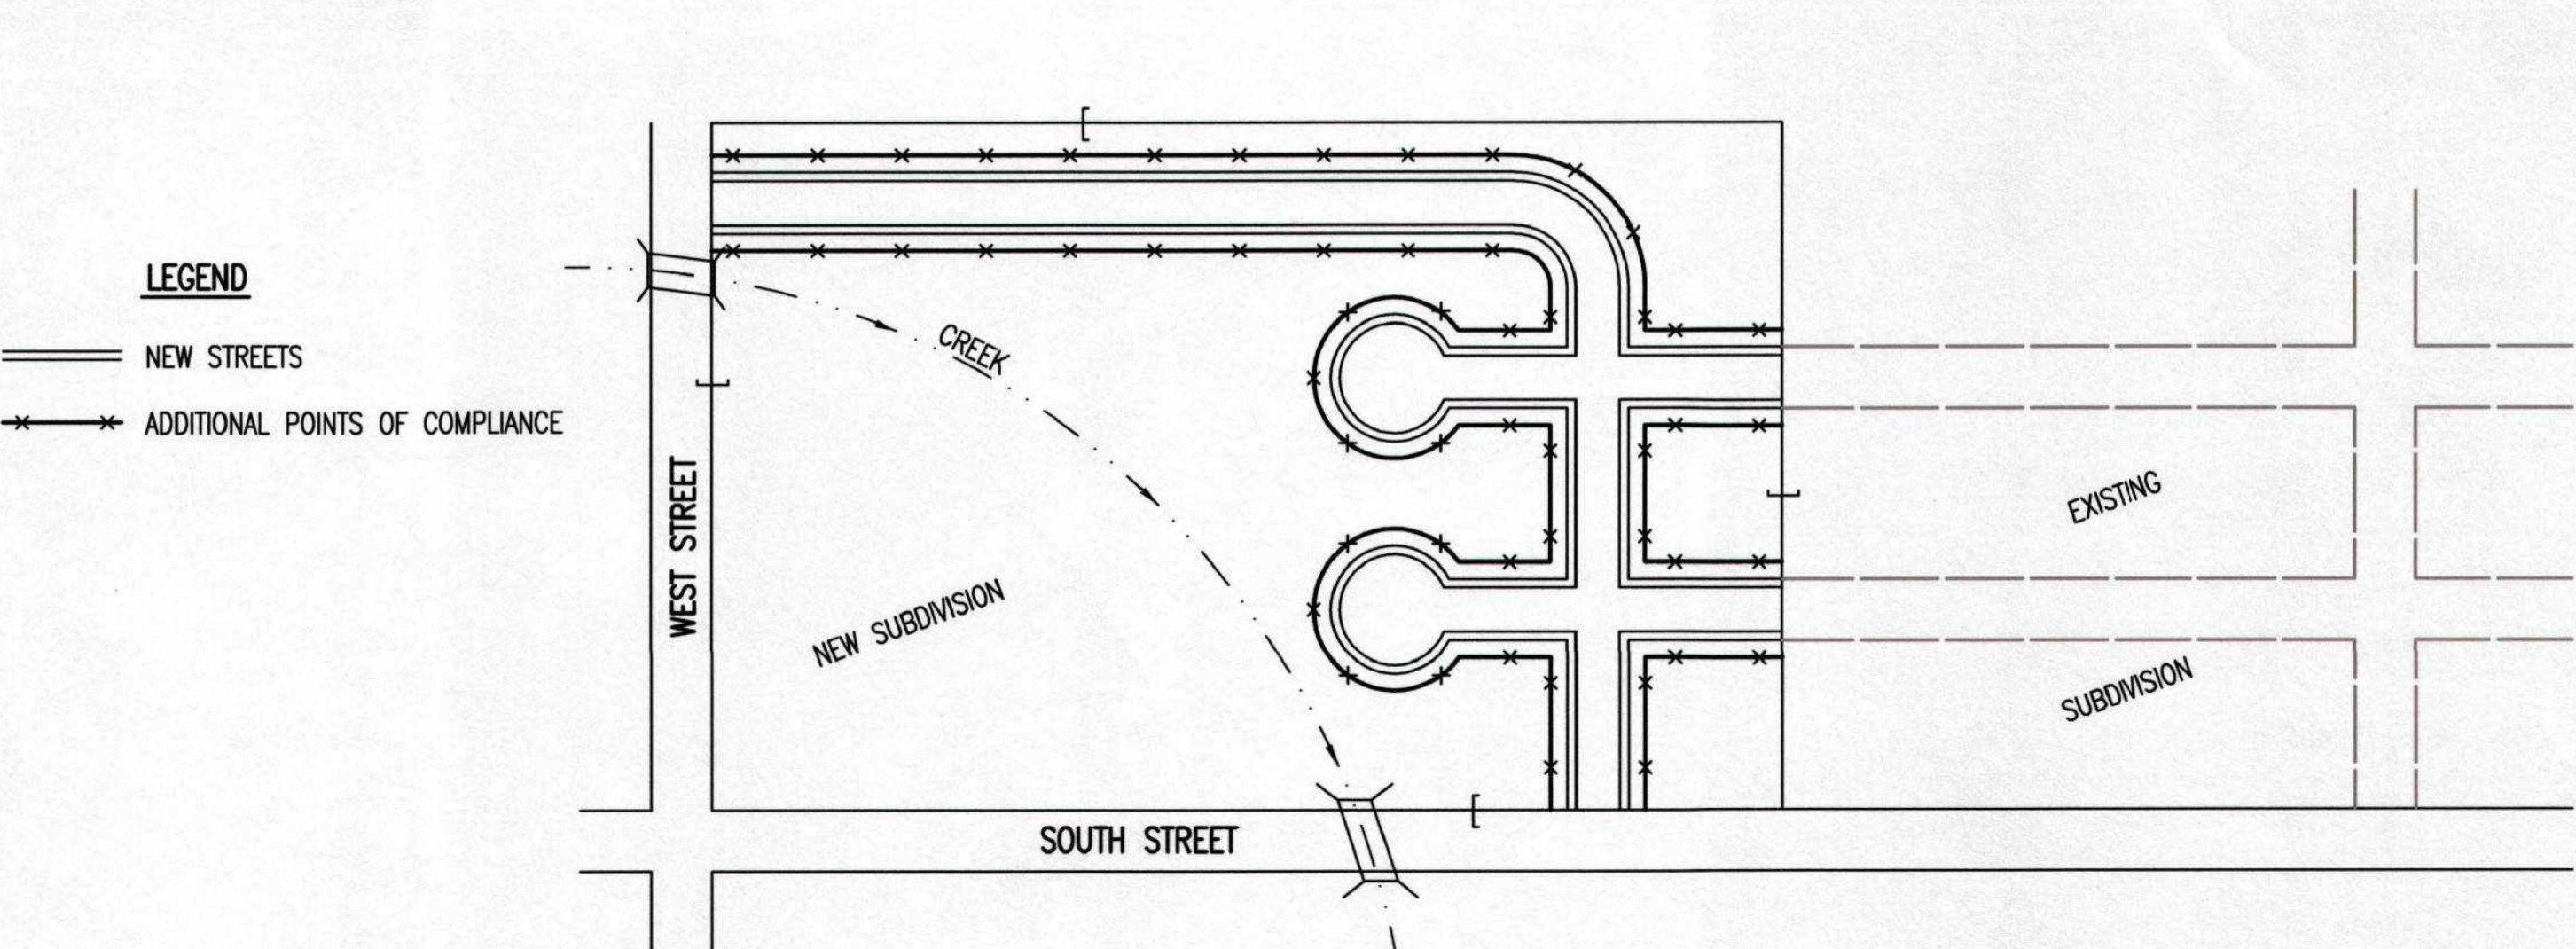 LEGEND
NEW STREETS
ADDITIONAL POINTS OF COMPLIANCE
WEST STREET
CREEK
NEW SUBDIVISION
SOUTH STREET
EXISTING
SUBDIVISION